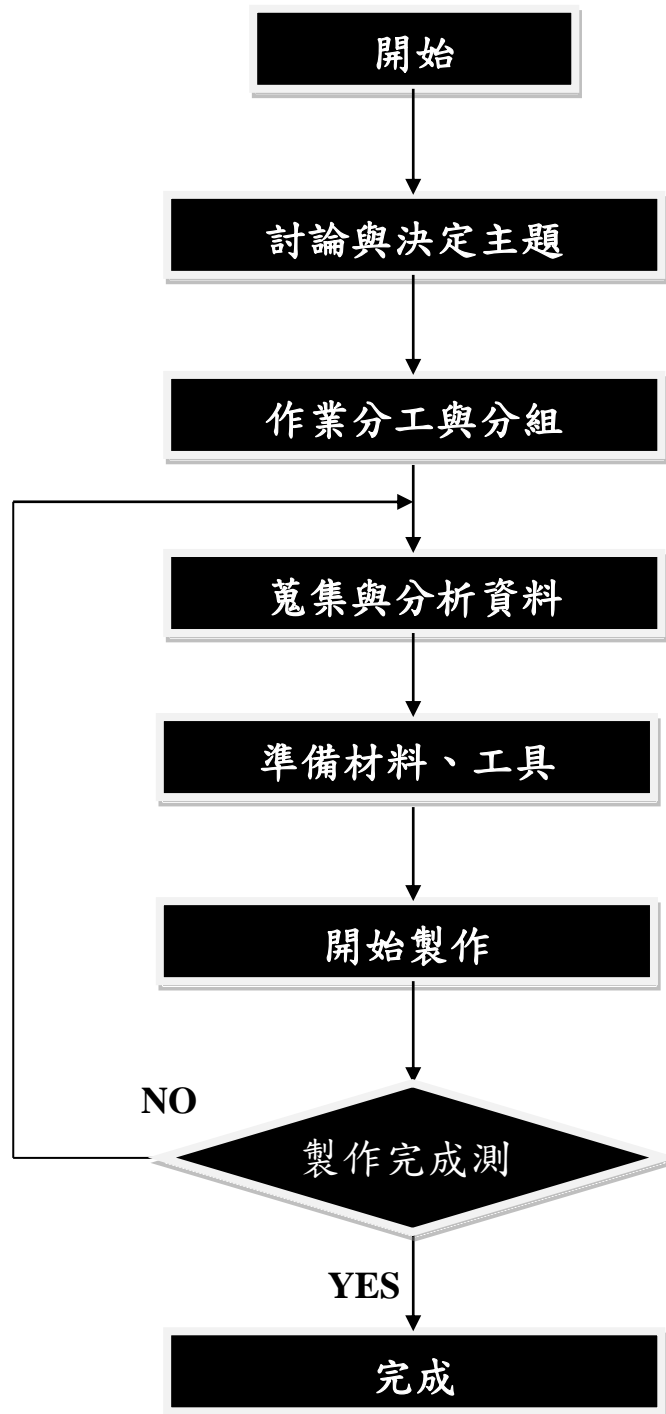 開始
討論與決定主題
作業分工與分組
蒐集與分析資料
準備材料、工具
開始製作
NO
製作完成測
YES
完成